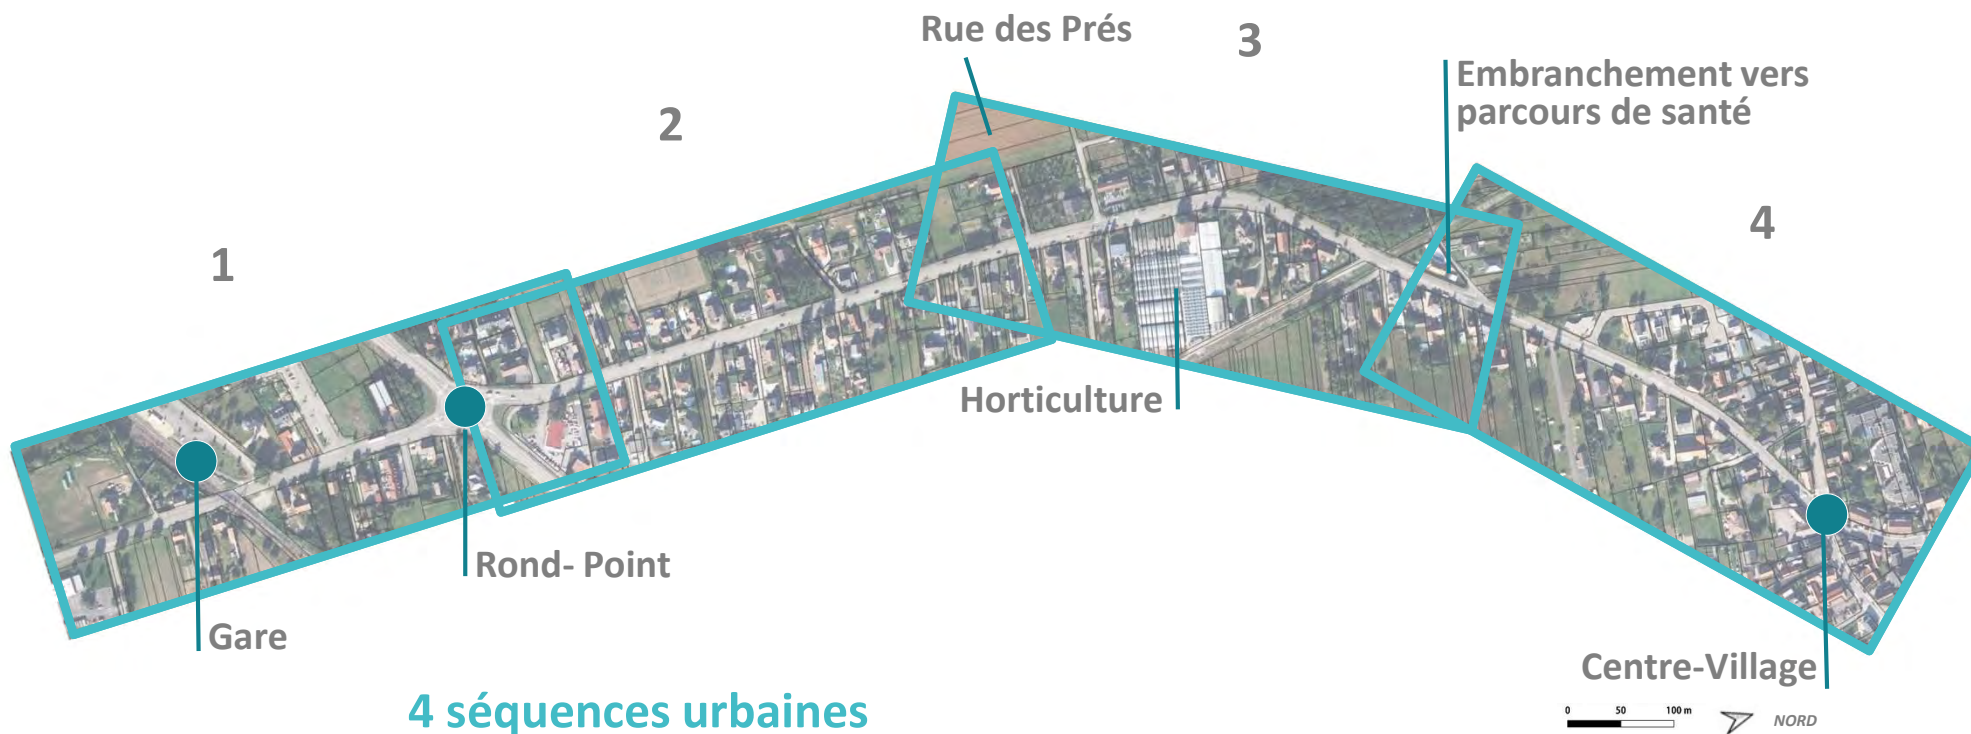 Rue des Prés
3
Embranchement vers
parcours de santé
2
4
1
Horticulture
Rond- Point
Gare
Centre-Village
4 séquences urbaines
0 50 100 m
NORD